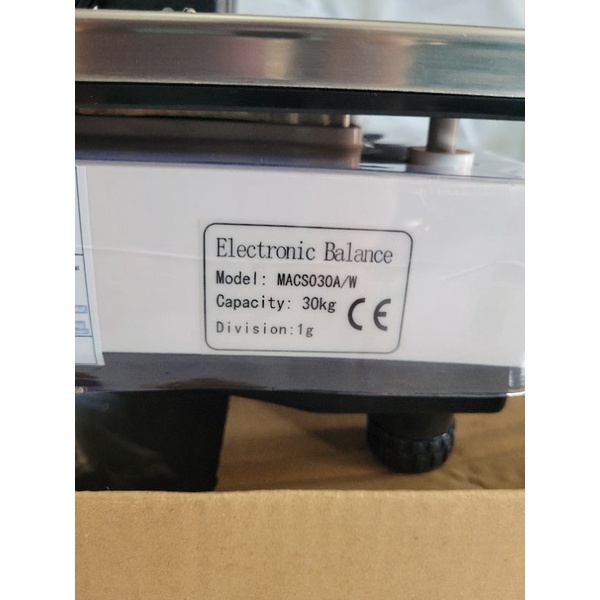 Electronic Balance
Model: MACS030A/W
Capacity: 30kg
Division:1g
CE